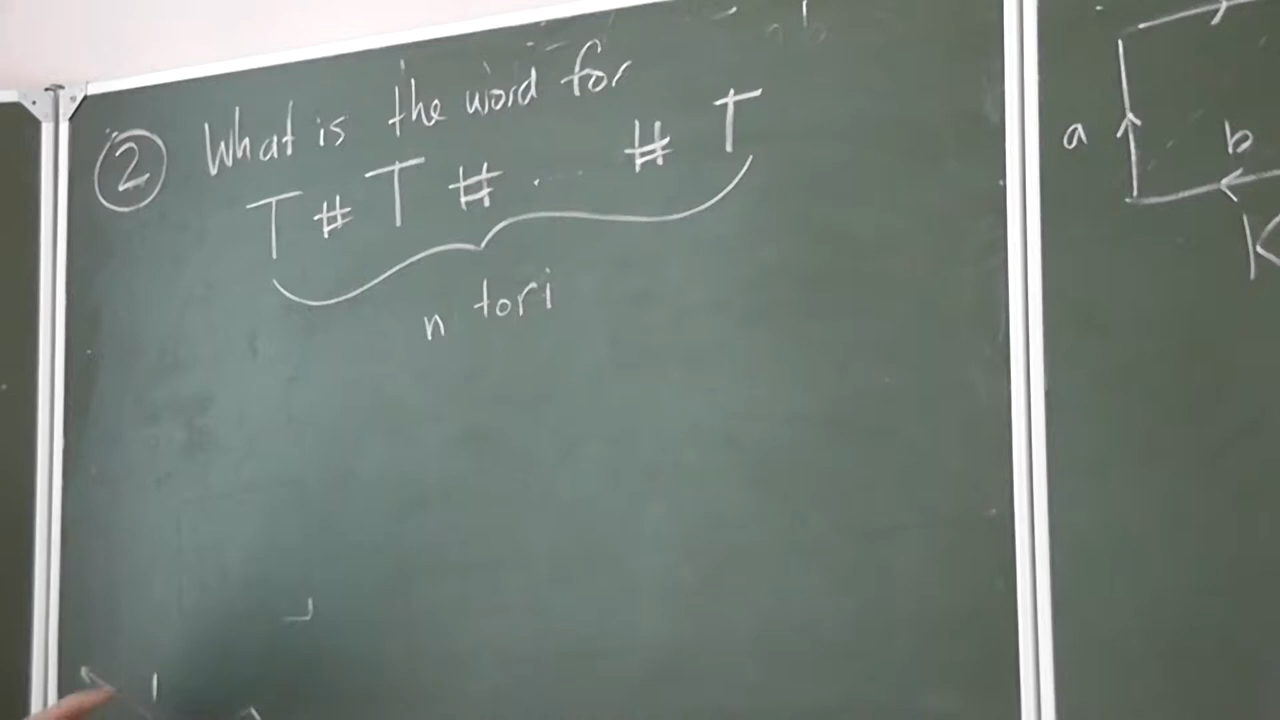 ② What is the word for
T # T # ... # T
n tori
a
b
K